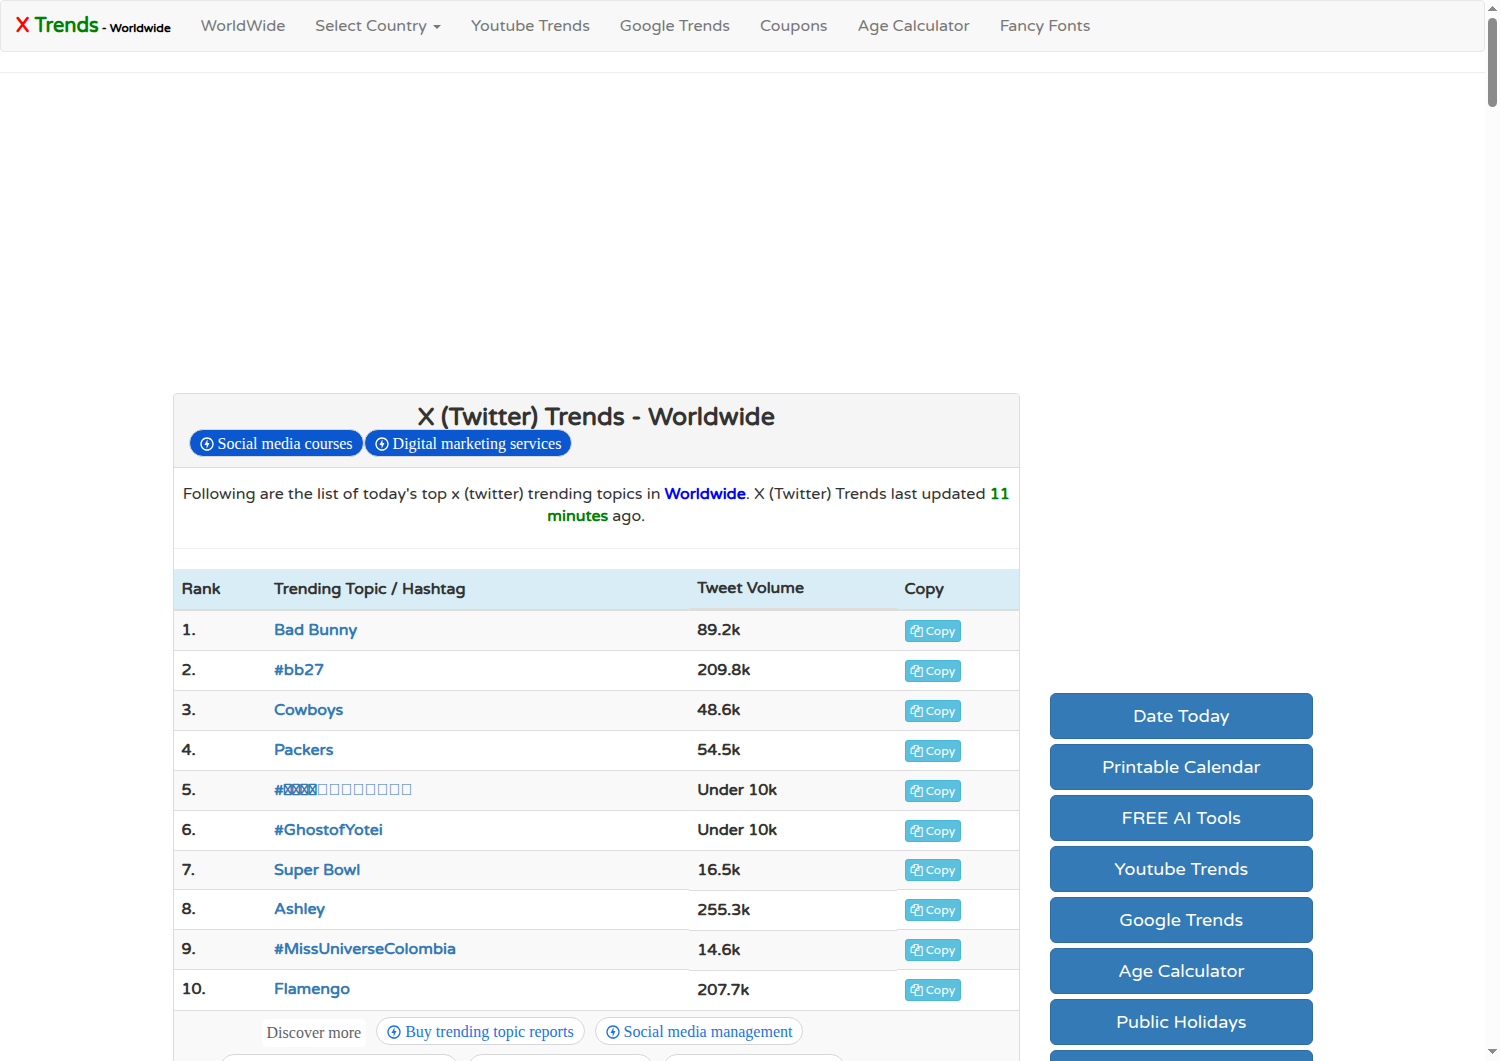 X Trends - Worldwide WorldWide Select Country Youtube Trends Google Trends Coupons Age Calculator Fancy Fonts
X (Twitter) Trends - Worldwide
Social media courses Digital marketing services
Following are the list of today's top x (twitter) trending topics in Worldwide. X (Twitter) Trends last updated 11
minutes ago.
Rank Trending Topic / Hashtag Tweet Volume Copy
1. Bad Bunny 89.2k Copy
2. #bb27 209.8k Copy
3. Cowboys 48.6k Copy
4. Packers 54.5k Copy
5. # Under 10k Copy
6. #GhostofYotei Under 10k Copy
7. Super Bowl 16.5k Copy
8. Ashley 255.3k Copy
9. #MissUniverseColombia 14.6k Copy
10. Flamengo 207.7k Copy
Discover more Buy trending topic reports Social media management
Date Today
Printable Calendar
FREE AI Tools
Youtube Trends
Google Trends
Age Calculator
Public Holidays